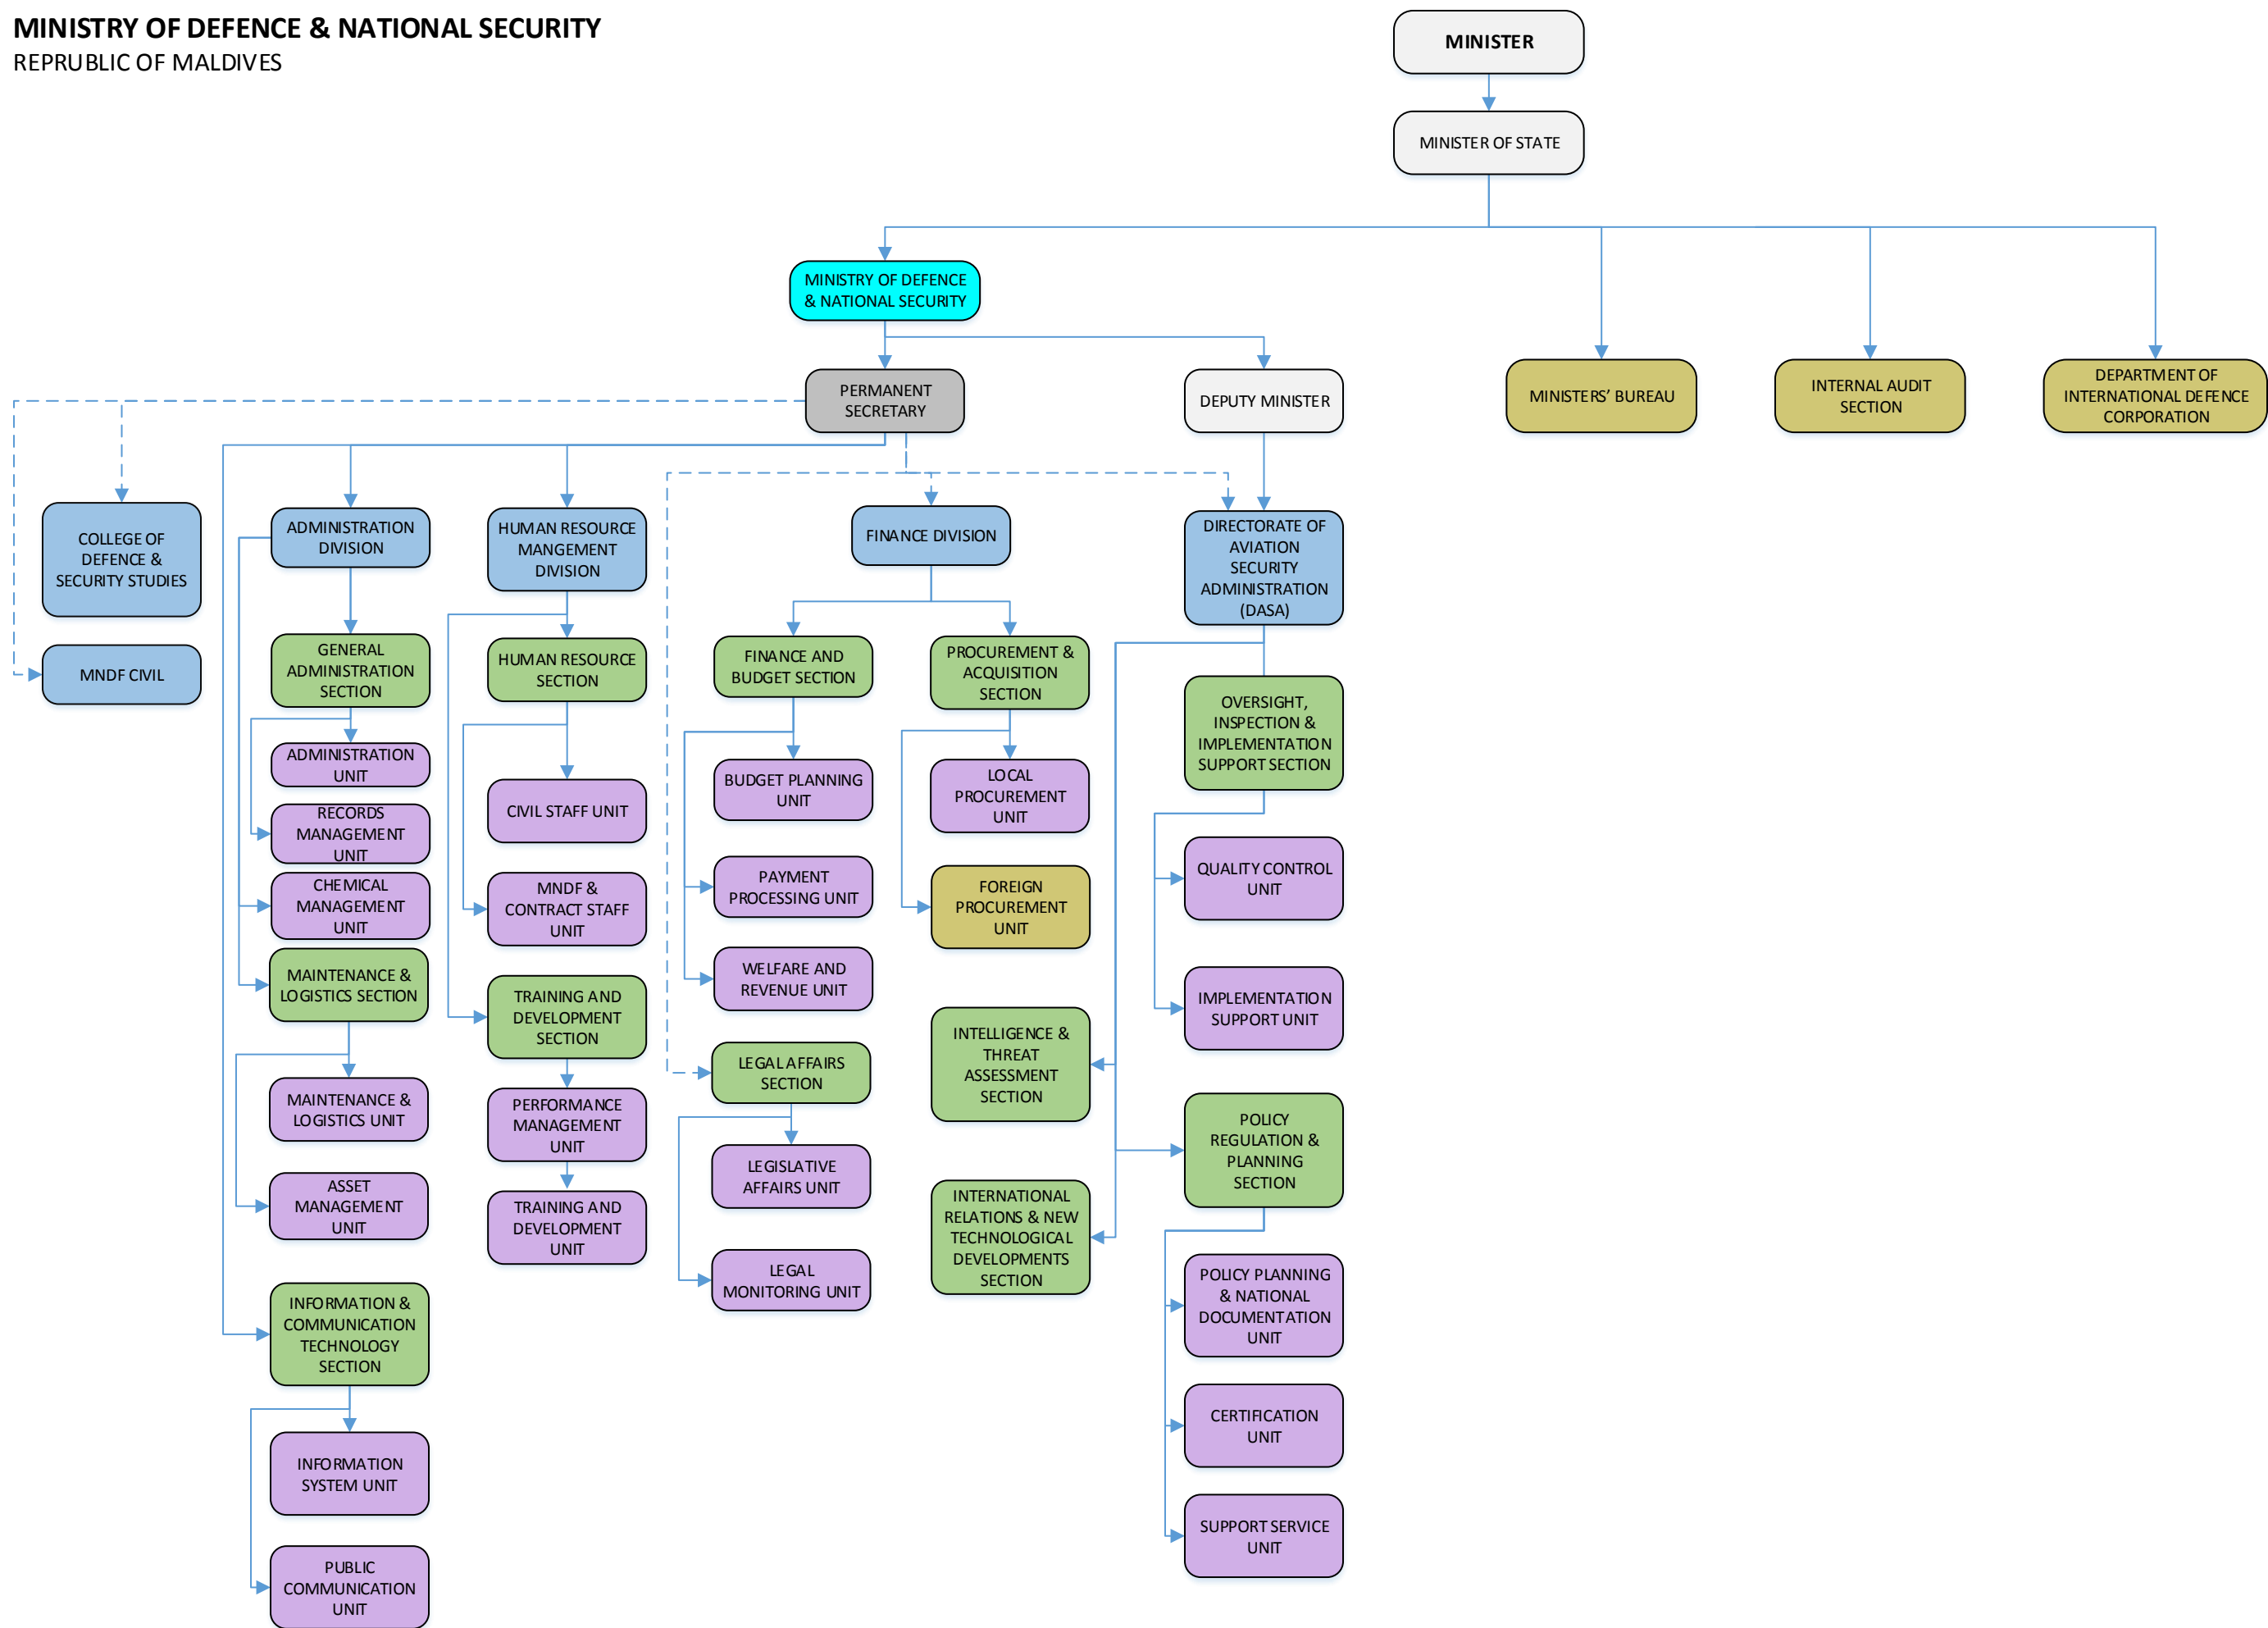 MINISTRY OF DEFENCE & NATIONAL SECURITY
REPRUBLIC OF MALDIVES
MINISTER
MINISTER OF STATE
MINISTRY OF DEFENCE
& NATIONAL SECURITY
PERMANENT
SECRETARY
DEPUTY MINISTER
MINISTERS’ BUREAU
INTERNAL AUDIT
SECTION
DEPARTMENT OF
INTERNATIONAL DEFENCE
CORPORATION
COLLEGE OF
DEFENCE &
SECURITY STUDIES
MNDF CIVIL
ADMINISTRATION
DIVISION
GENERAL
ADMINISTRATION
SECTION
ADMINISTRATION
UNIT
RECORDS
MANAGEMENT
UNIT
CHEMICAL
MANAGEMENT
UNIT
MAINTENANCE &
LOGISTICS SECTION
MAINTENANCE &
LOGISTICS UNIT
ASSET
MANAGEMENT
UNIT
INFORMATION &
COMMUNICATION
TECHNOLOGY
SECTION
INFORMATION
SYSTEM UNIT
PUBLIC
COMMUNICATION
UNIT
HUMAN RESOURCE
MANGEMENT
DIVISION
HUMAN RESOURCE
SECTION
CIVIL STAFF UNIT
MNDF &
CONTRACT STAFF
UNIT
TRAINING AND
DEVELOPMENT
SECTION
PERFORMANCE
MANAGEMENT
UNIT
TRAINING AND
DEVELOPMENT
UNIT
FINANCE DIVISION
FINANCE AND
BUDGET SECTION
BUDGET PLANNING
UNIT
PAYMENT
PROCESSING UNIT
WELFARE AND
REVENUE UNIT
LEGAL AFFAIRS
SECTION
LEGISLATIVE
AFFAIRS UNIT
LEGAL
MONITORING UNIT
PROCUREMENT &
ACQUISITION
SECTION
LOCAL
PROCUREMENT
UNIT
FOREIGN
PROCUREMENT
UNIT
INTELLIGENCE &
THREAT
ASSESSMENT
SECTION
INTERNATIONAL
RELATIONS & NEW
TECHNOLOGICAL
DEVELOPMENTS
SECTION
DIRECTORATE OF
AVIATION
SECURITY
ADMINISTRATION
(DASA)
OVERSIGHT,
INSPECTION &
IMPLEMENTATION
SUPPORT SECTION
QUALITY CONTROL
UNIT
IMPLEMENTATION
SUPPORT UNIT
POLICY
REGULATION &
PLANNING
SECTION
POLICY PLANNING
& NATIONAL
DOCUMENTATION
UNIT
CERTIFICATION
UNIT
SUPPORT SERVICE
UNIT